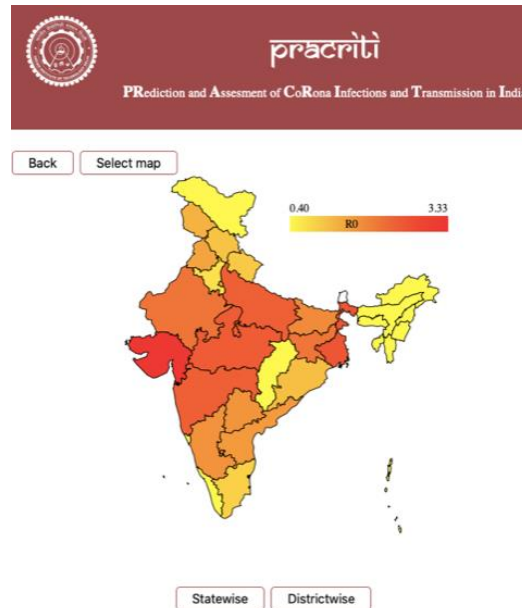 pracriti
PRediction and Assesment of CoRona Infections and Transmission in Indi
Back
Select map
0.40
3.33
R0
Statewise
Districtwise